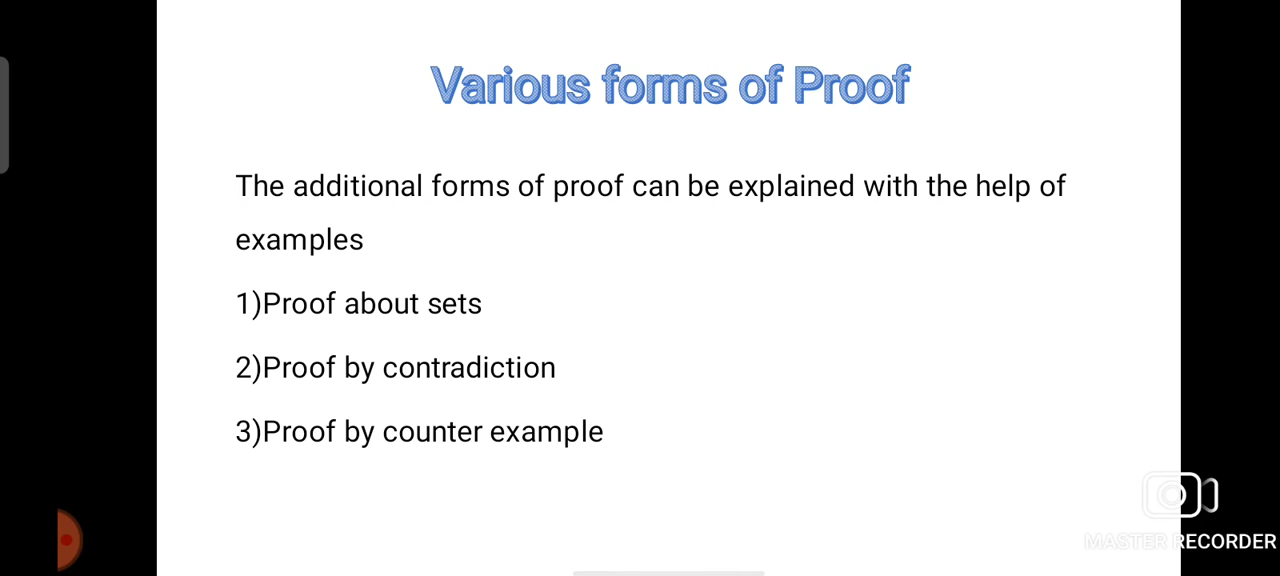 Various forms of Proof
The additional forms of proof can be explained with the help of
examples
1)Proof about sets
2)Proof by contradiction
3)Proof by counter example
MASTER RECORDER